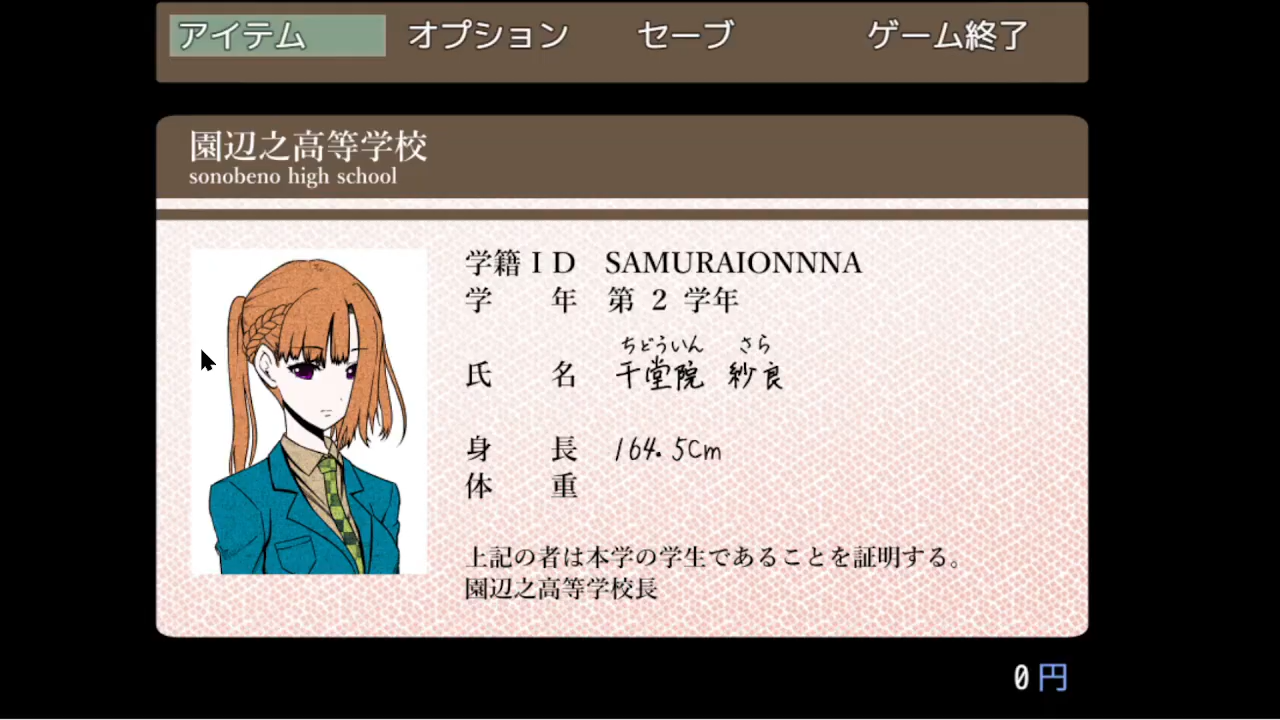 アイテム オプション セーブ ゲーム終了
園辺之高等学校
sonobeno high school
学籍ID SAMURAIONNNA
学年 第2学年
ちどういん さら
氏名 千堂院 紗良
身長 164.5cm
体重
上記の者は本学の学生であることを証明する。
園辺之高等学校長
0円